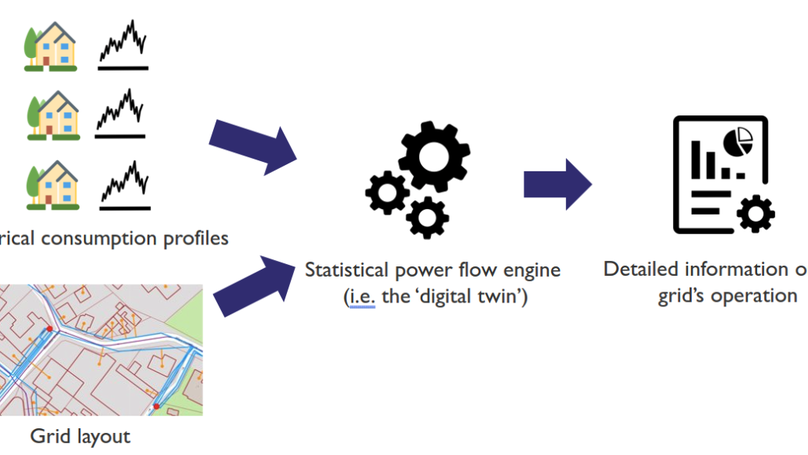 rical consumption profiles
Statistical power flow engine
(i.e. the ‘digital twin’)
Detailed information o
grid’s operation
Grid layout